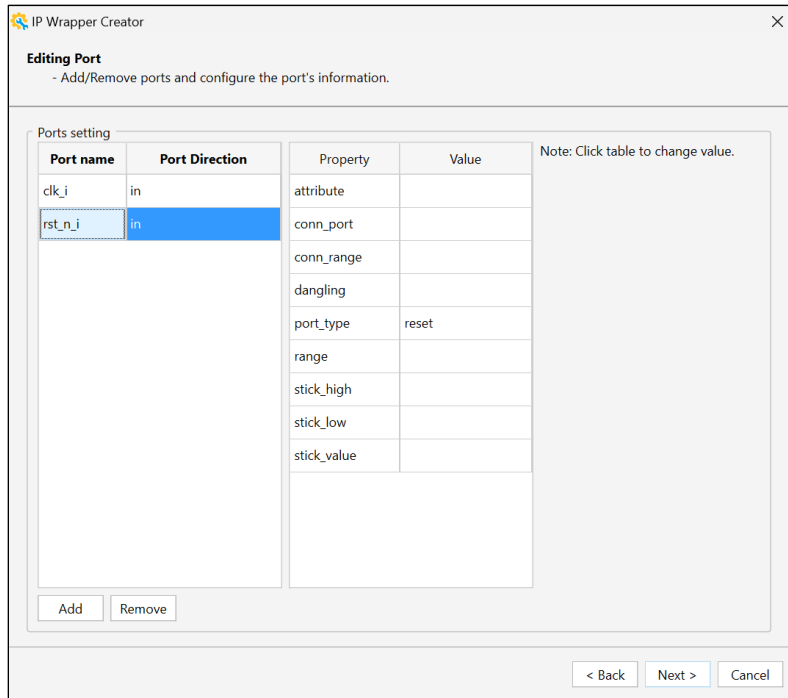 IP Wrapper Creator
Editing Port
- Add/Remove ports and configure the port's information.
Ports setting
Port name Port Direction
clk_i in
rst_n_i in
Property Value
attribute
conn_port
conn_range
dangling
port_type reset
range
stick_high
stick_low
stick_value
Note: Click table to change value.
Add Remove
< Back Next > Cancel